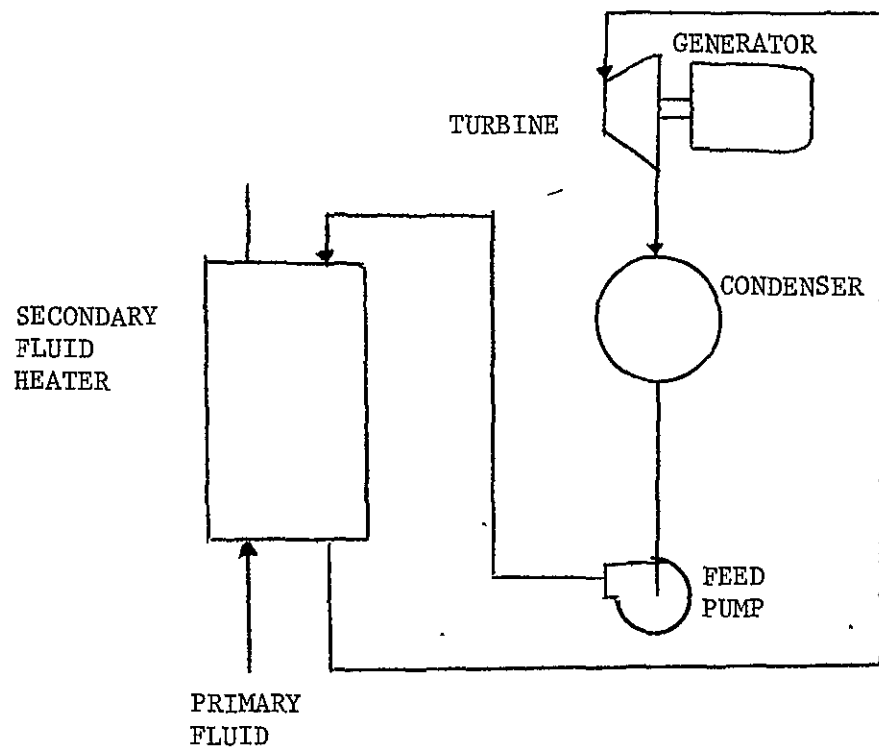 GENERATOR
TURBINE
CONDENSER
SECONDARY
FLUID
HEATER
FEED
PUMP
PRIMARY
FLUID